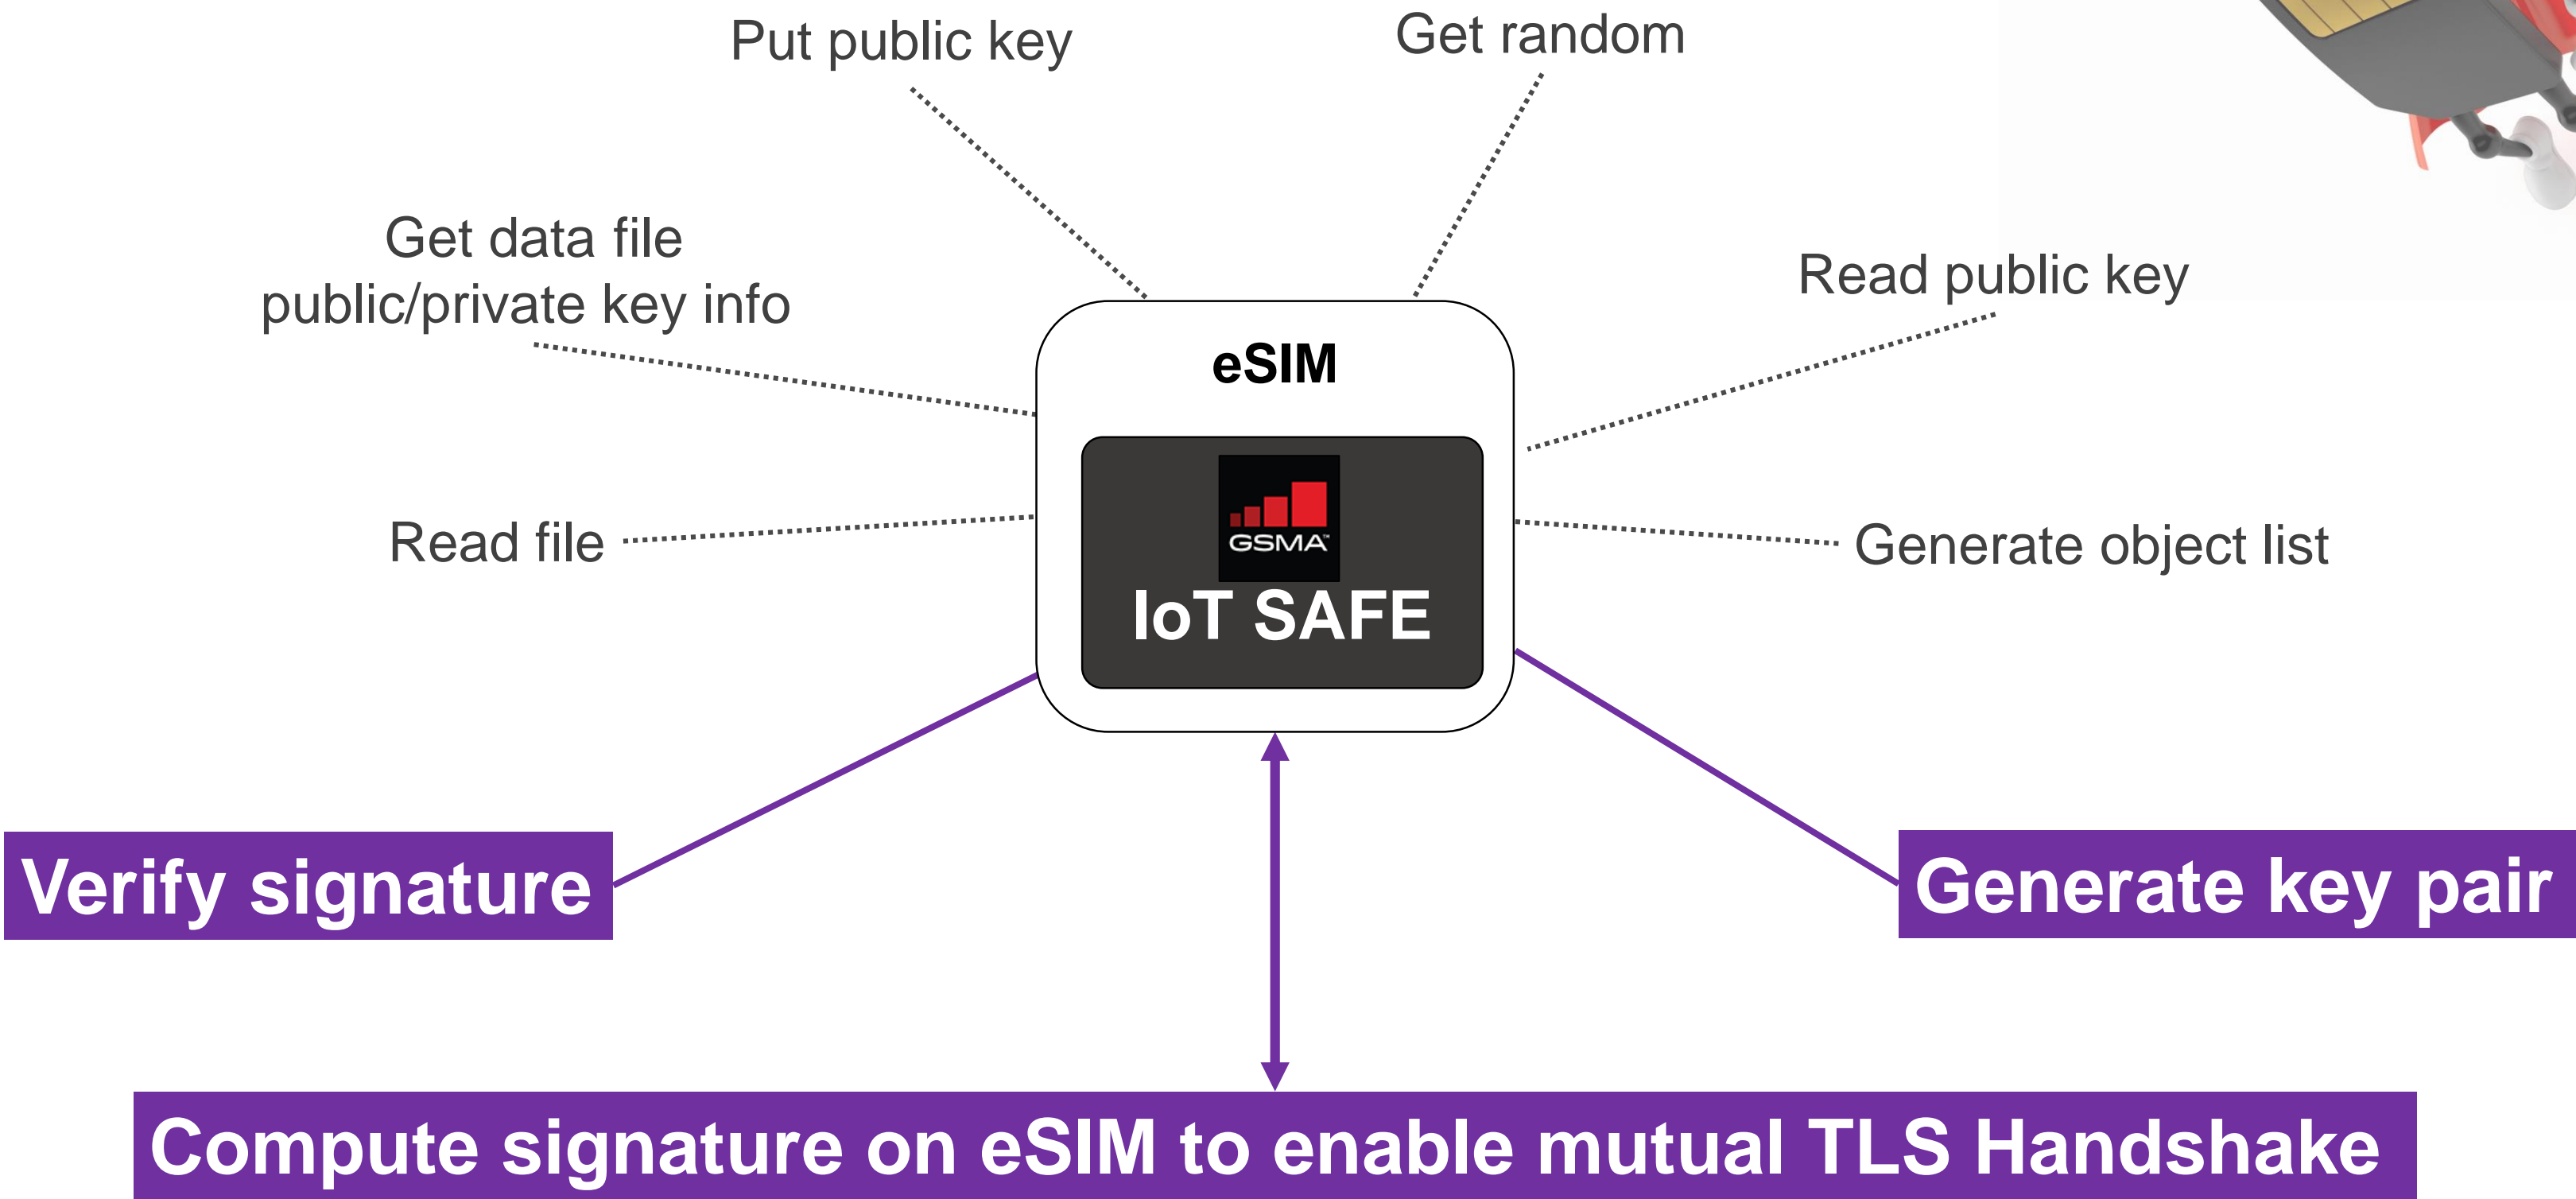 Put public key
Get random
Get data file
public/private key info
Read public key
eSIM
GSMA™
IoT SAFE
Read file
Generate object list
Verify signature
Generate key pair
Compute signature on eSIM to enable mutual TLS Handshake